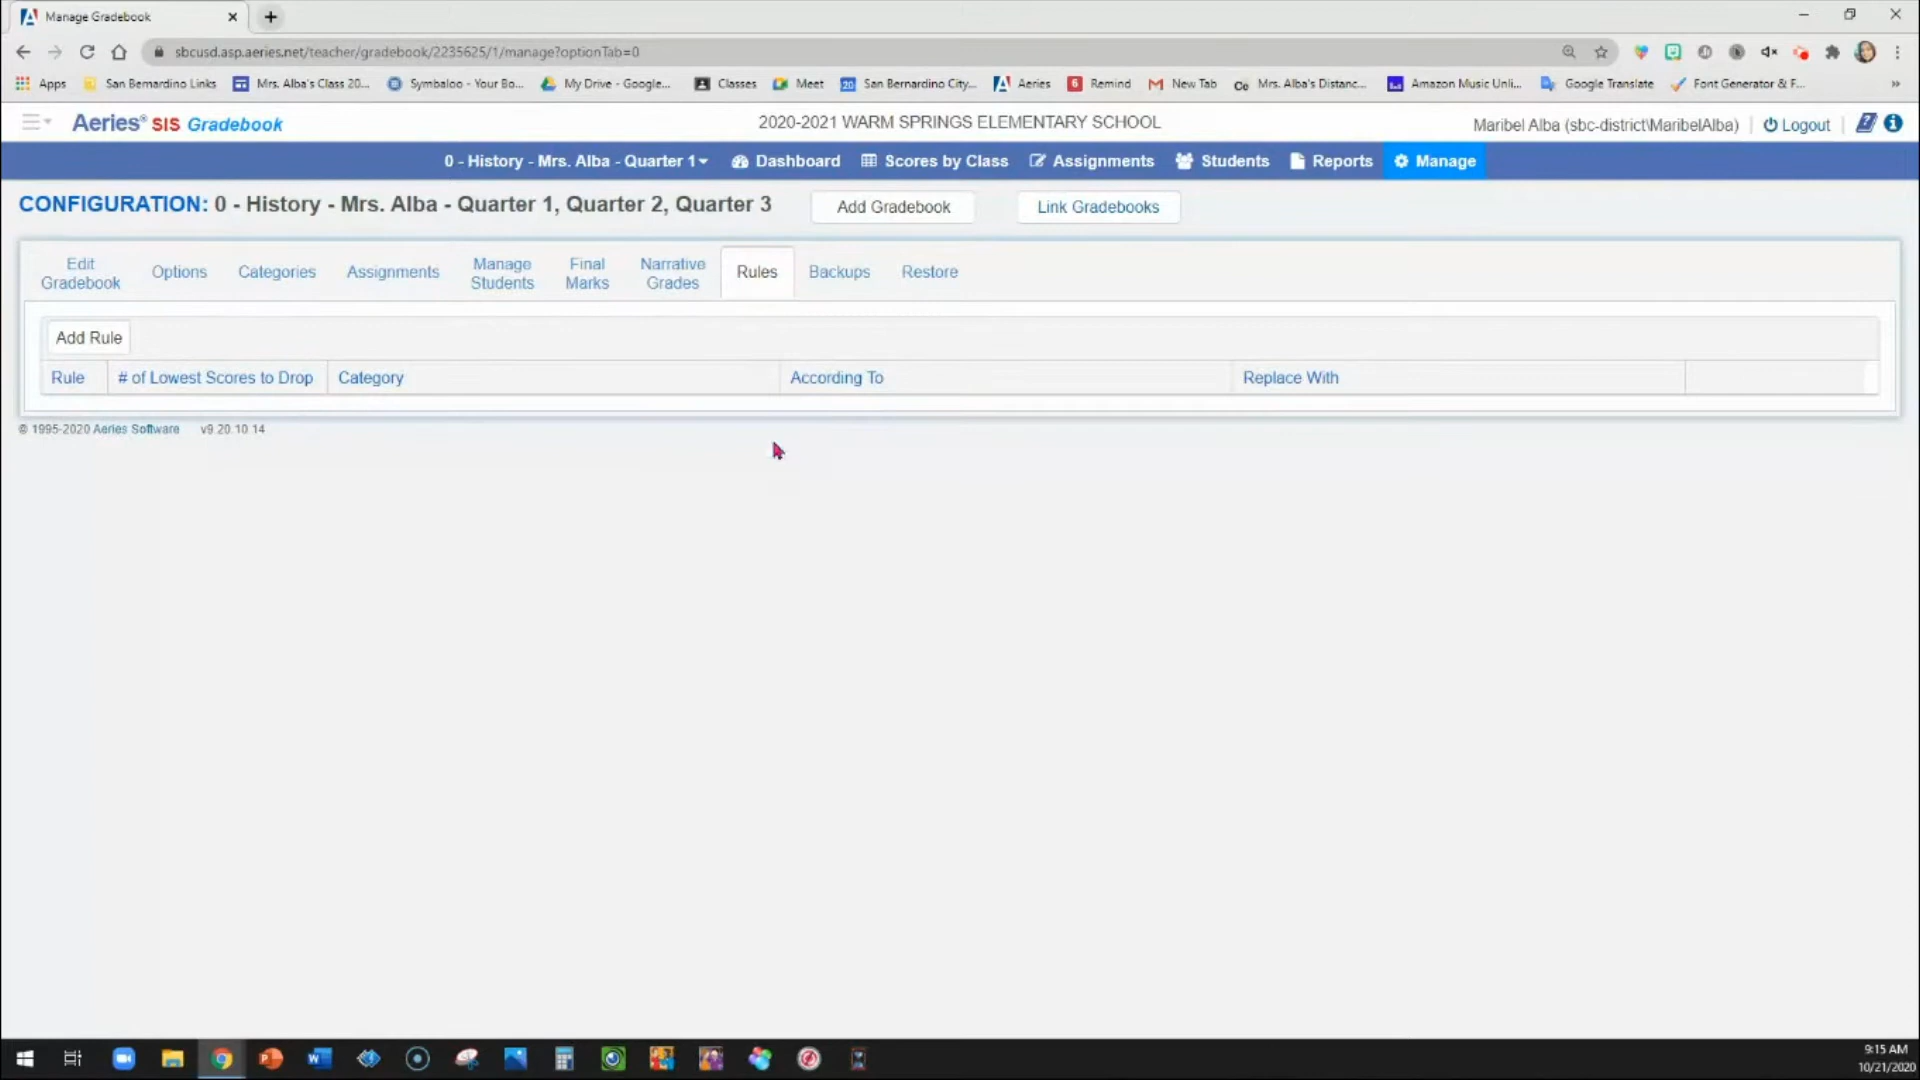 Manage Gradebook
sbcusd.asp.aeries.net/teacher/gradebook/2235625/1/manage?optionTab=0
Apps San Bernardino Links Mrs. Alba's Class 20... Symbaloo - Your Bo... My Drive - Google... Classes Meet 20 San Bernardino City... Aeries 6 Remind New Tab Co Mrs. Alba's Distanc... Amazon Music Unli... Google Translate Font Generator & F... »
Aeries® SIS Gradebook 2020-2021 WARM SPRINGS ELEMENTARY SCHOOL Maribel Alba (sbc-district\MaribelAlba) | Logout |
0 - History - Mrs. Alba - Quarter 1 Dashboard Scores by Class Assignments Students Reports Manage
CONFIGURATION: 0 - History - Mrs. Alba - Quarter 1, Quarter 2, Quarter 3 Add Gradebook Link Gradebooks
Edit Gradebook Options Categories Assignments Manage Students Final Marks Narrative Grades Rules Backups Restore
Add Rule
Rule # of Lowest Scores to Drop Category According To Replace With
© 1995-2020 Aeries Software v9.20.10.14
9:15 AM
10/21/2020